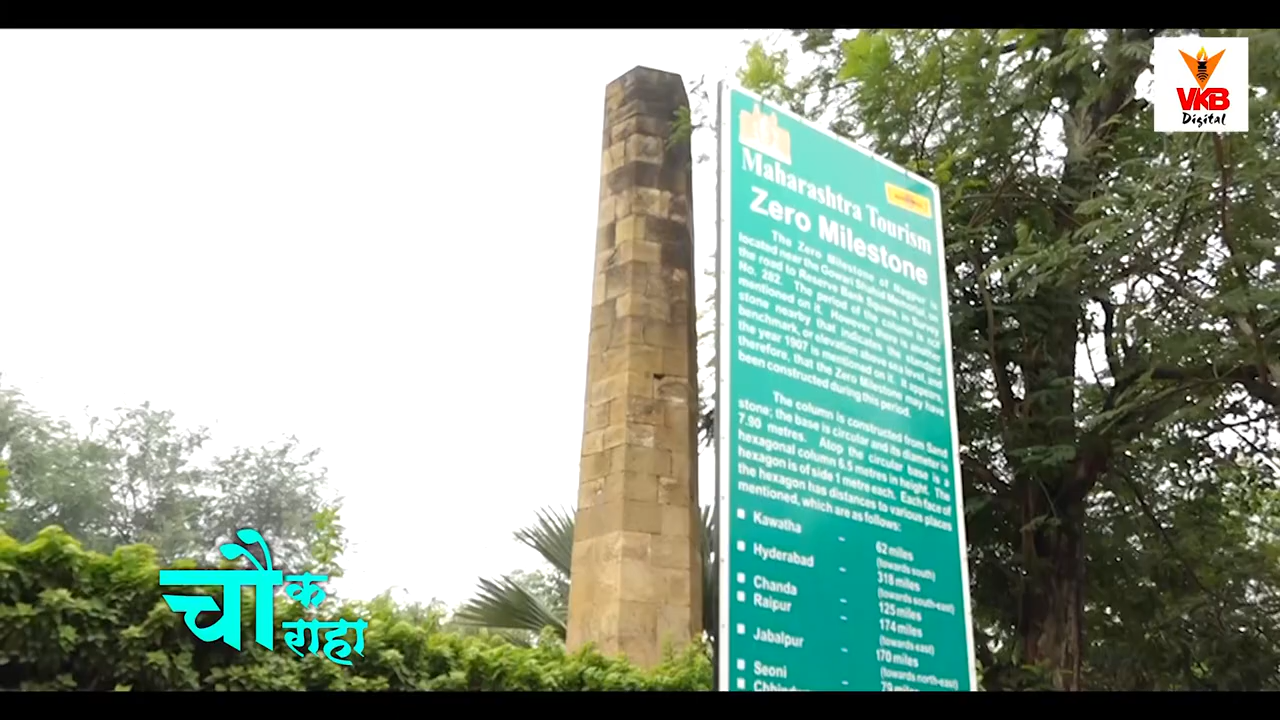 VKB
Digital
Maharashtra Tourism
Zero Milestone
The Zero Milestone of Nagpur is
located near the Gowari Shahid Memorial, on
the road to Reserve Bank Square, in Survey
No. 282. The period of the column is not
mentioned on it. However, there is another
stone nearby that indicates the standard
benchmark, or elevation above sea level, and
the year 1907 is mentioned on it. It appears,
therefore, that the Zero Milestone may have
been constructed during this period.
The column is constructed from Sand
stone; the base is circular and its diameter is
7.90 metres. Atop the circular base is a
hexagonal column 6.5 metres in height. The
hexagon is of side 1 metre each. Each face of
the hexagon has distances to various places
mentioned, which are as follows:
Kawatha - 62 miles
(towards south)
Hyderabad - 318 miles
(towards south-east)
Chanda - 125 miles
Raipur - 174 miles
(towards east)
Jabalpur - 170 miles
(towards north-east)
Seoni - 79 miles
चौक
राहा